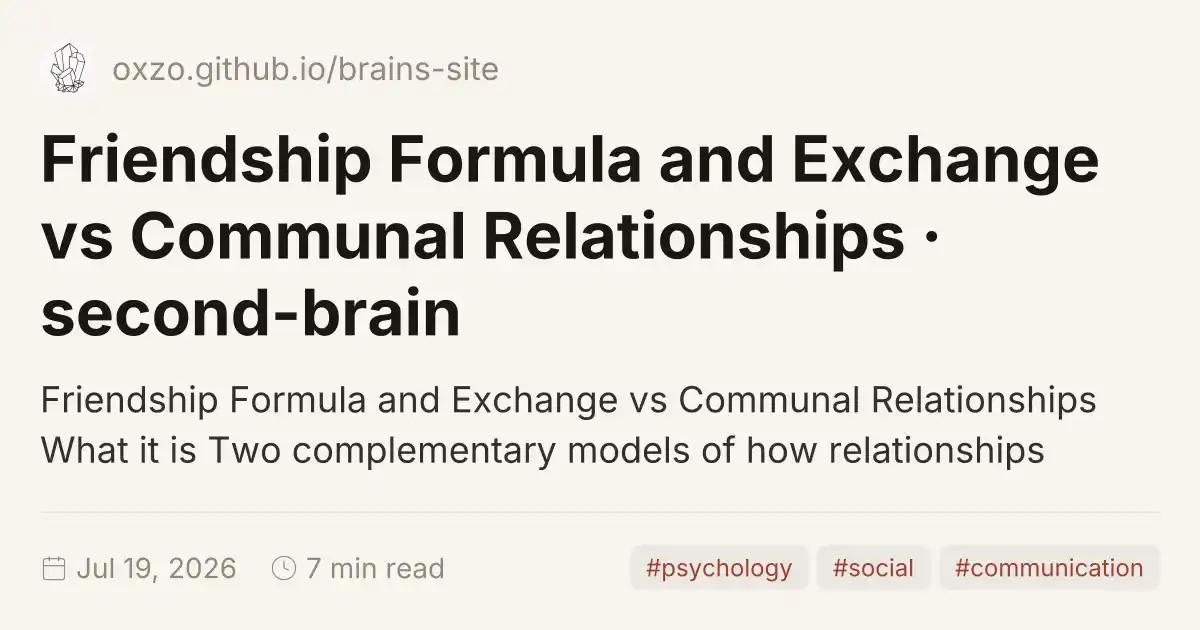 oxzo.github.io/brains-site
Friendship Formula and Exchange
vs Communal Relationships ·
second-brain
Friendship Formula and Exchange vs Communal Relationships
What it is Two complementary models of how relationships
Jul 19, 2026 7 min read #psychology #social #communication